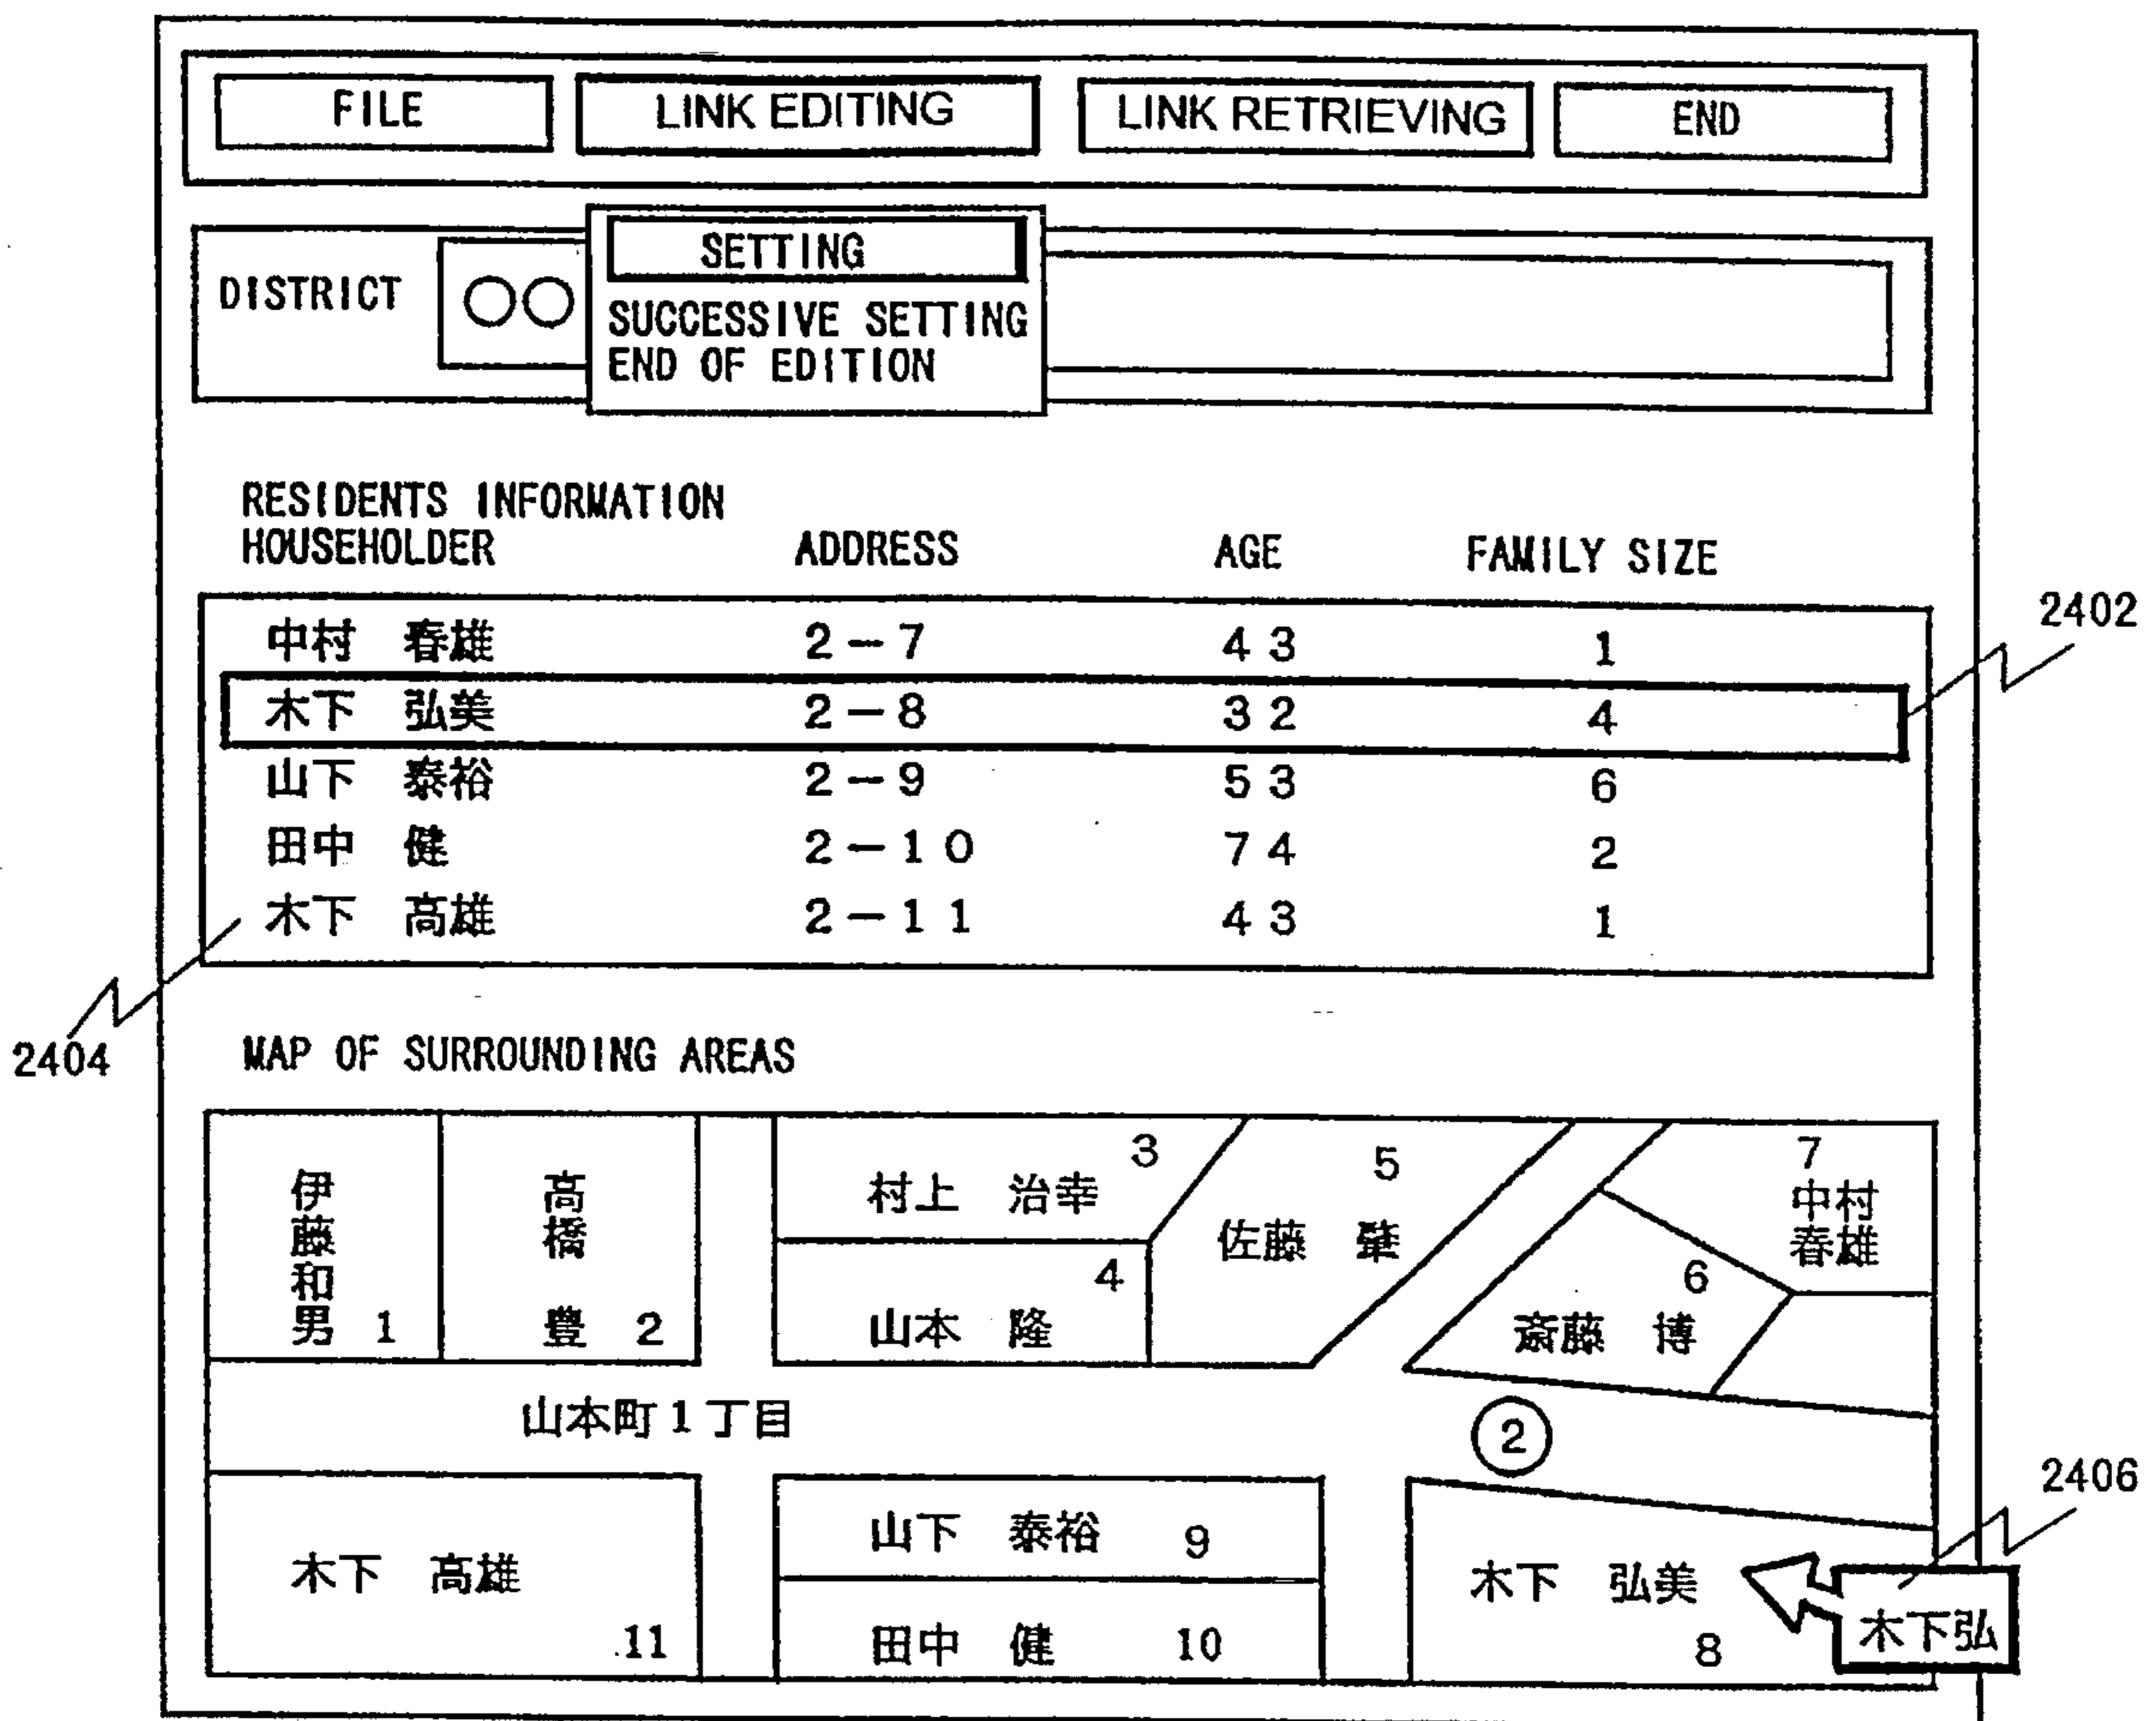 FILE LINK EDITING LINK RETRIEVING END
SETTING
DISTRICT ○○
SUCCESSIVE SETTING
END OF EDITION
RESIDENTS INFORMATION
HOUSEHOLDER ADDRESS AGE FAMILY SIZE
2402
中村 春雄 2-7 43 1
木下 弘美 2-8 32 4
山下 泰裕 2-9 53 6
田中 健 2-10 74 2
木下 高雄 2-11 43 1
2404
MAP OF SURROUNDING AREAS
伊藤和男 1
高橋 豊 2
3
村上 治幸
4
山本 隆
5
佐藤 肇
6
斎藤 博
7
中村
春雄
山本町1丁目
②
2406
木下 高雄
11
山下 泰裕 9
田中 健 10
木下 弘美
8
木下弘